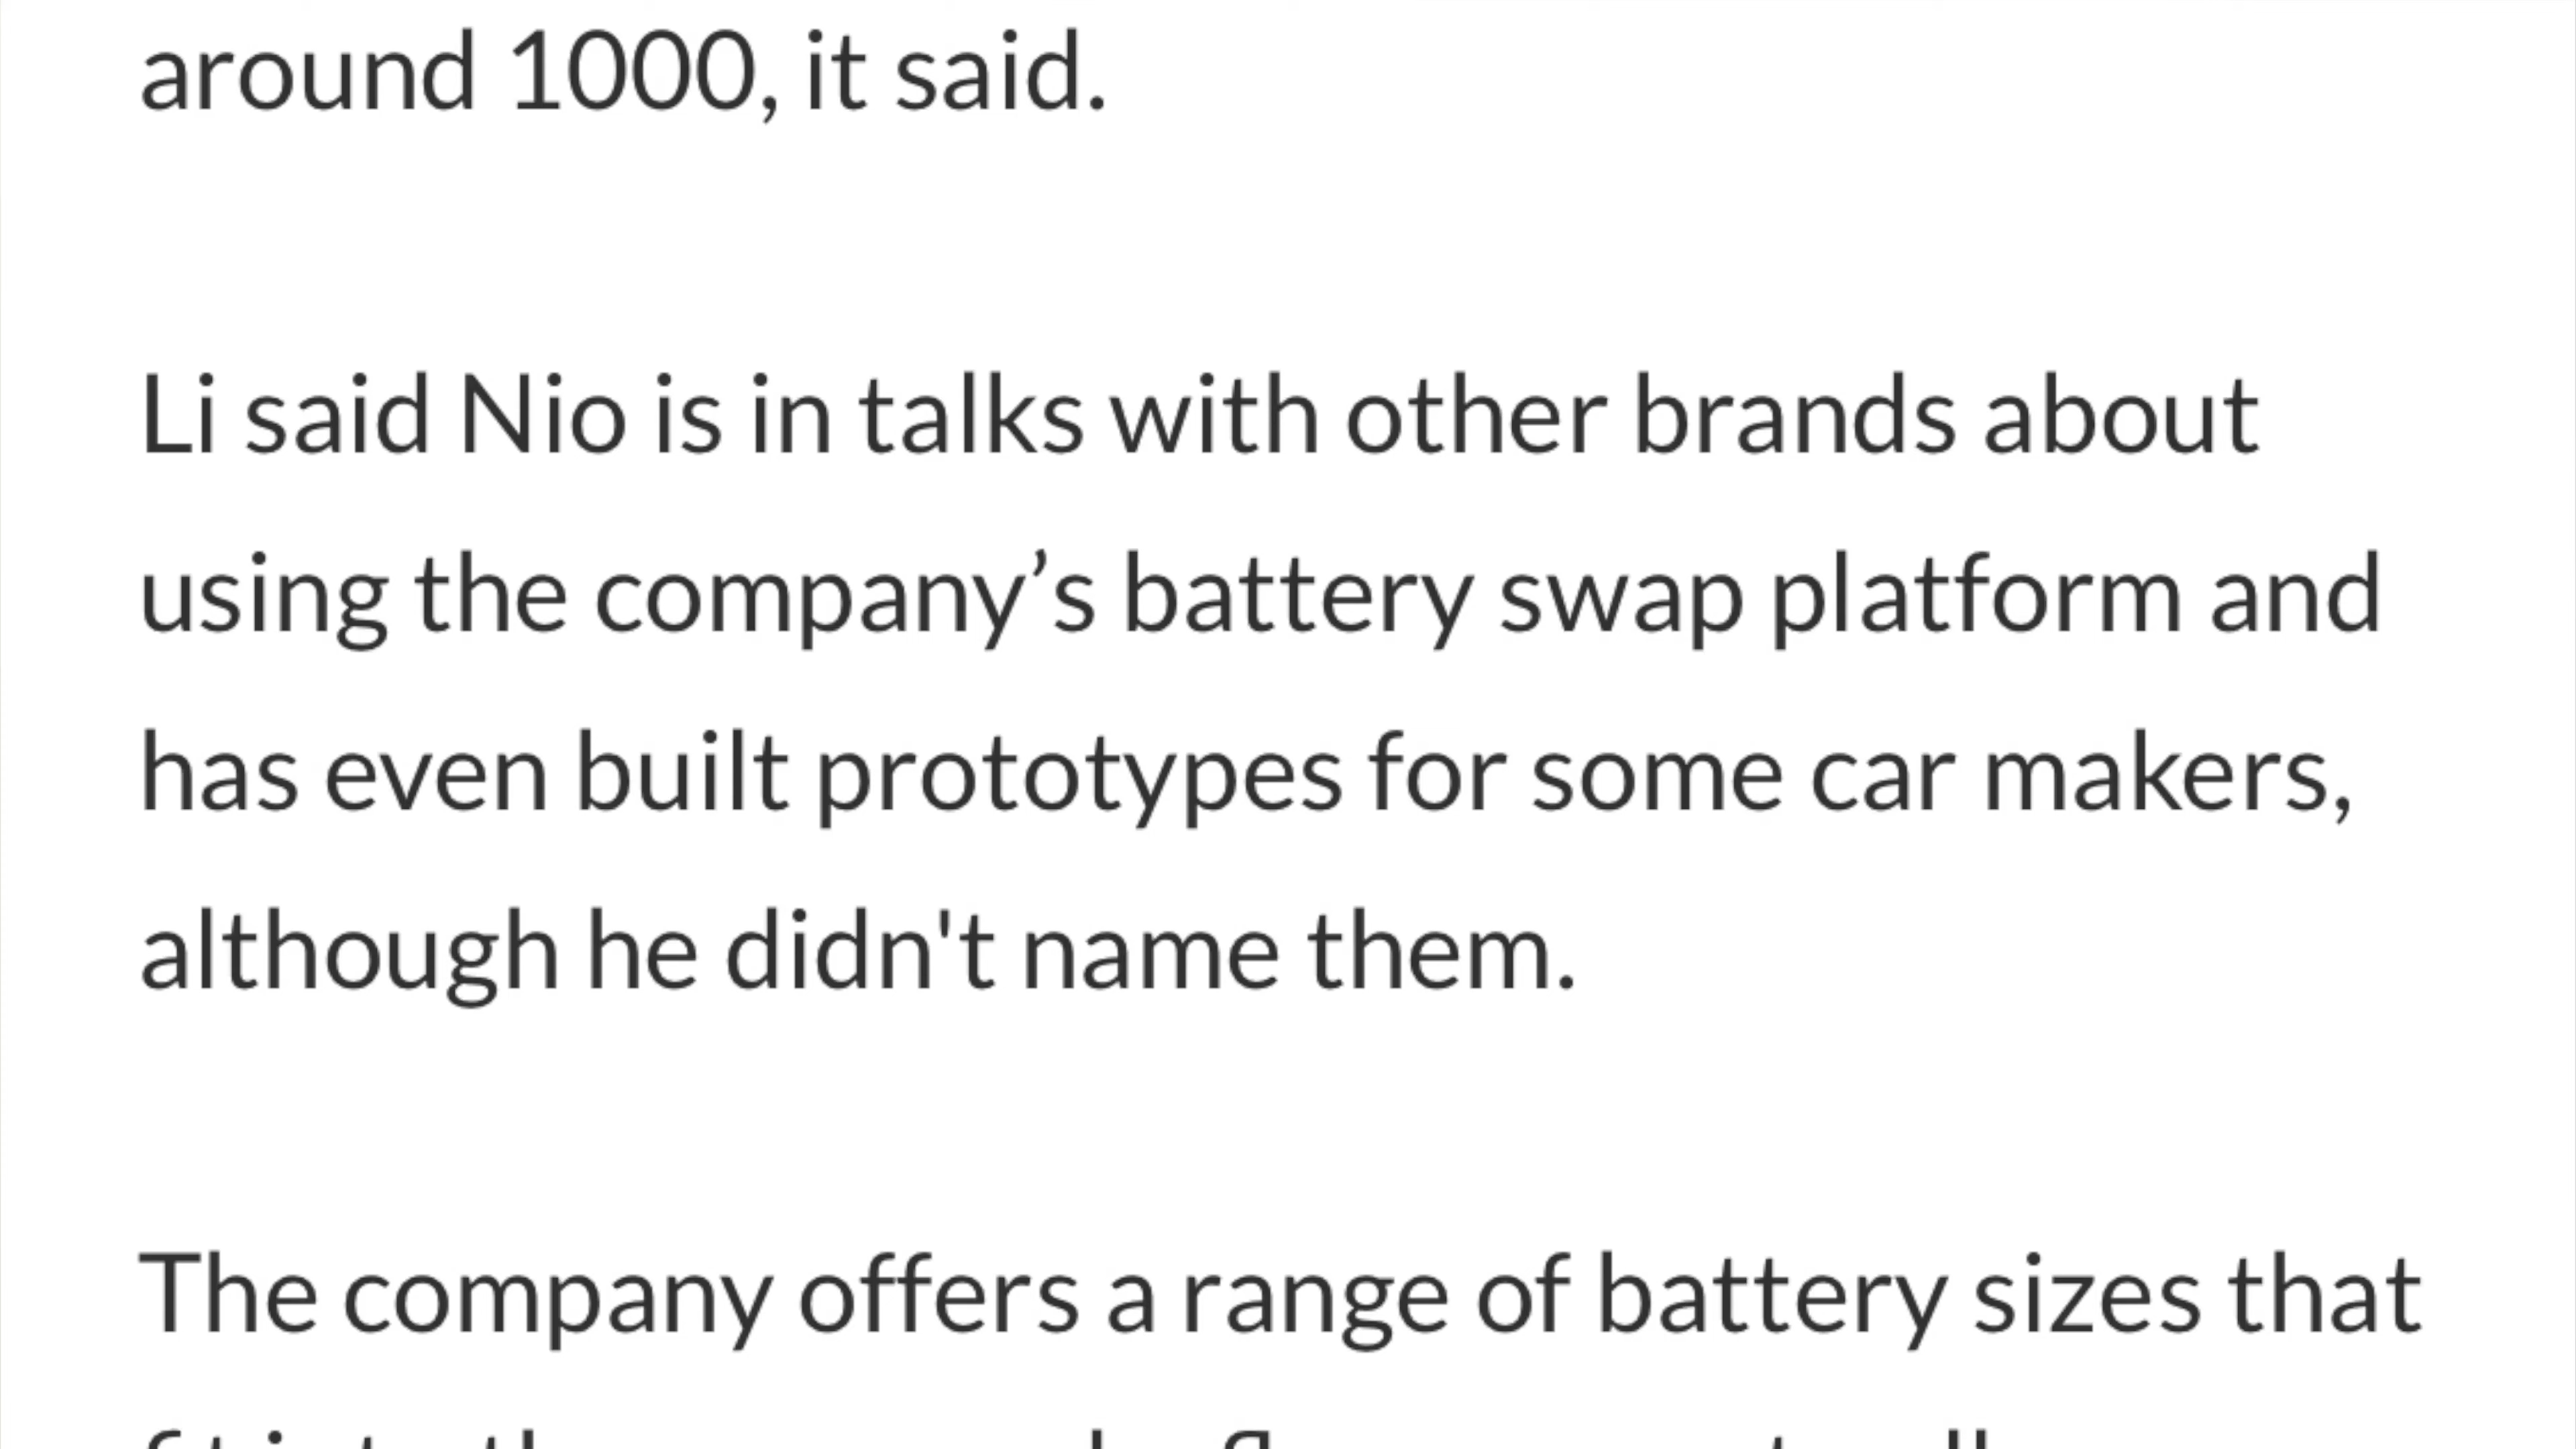 around 1000, it said.
Li said Nio is in talks with other brands about
using the company’s battery swap platform and
has even built prototypes for some car makers,
although he didn't name them.
The company offers a range of battery sizes that